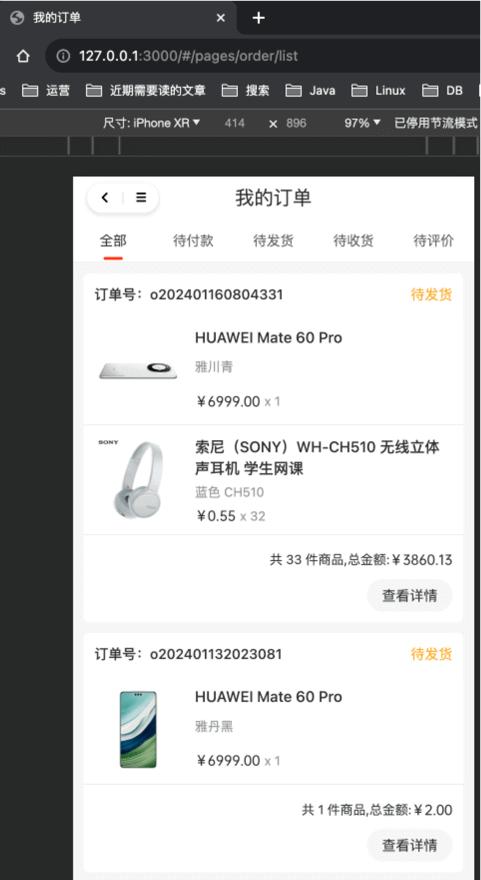 我的订单
127.0.0.1:3000/#/pages/order/list
s 运营 近期需要读的文章 搜索 Java Linux DB
尺寸: iPhone XR 414 × 896 97% 已停用节流模式
我的订单
全部 待付款 待发货 待收货 待评价
订单号：o202401160804331 待发货
HUAWEI Mate 60 Pro
雅川青
￥6999.00 x 1
SONY
索尼（SONY）WH-CH510 无线立体
声耳机 学生网课
蓝色 CH510
￥0.55 x 32
共 33 件商品,总金额:￥3860.13
查看详情
订单号：o202401132023081 待发货
HUAWEI Mate 60 Pro
雅丹黑
￥6999.00 x 1
共 1 件商品,总金额:￥2.00
查看详情